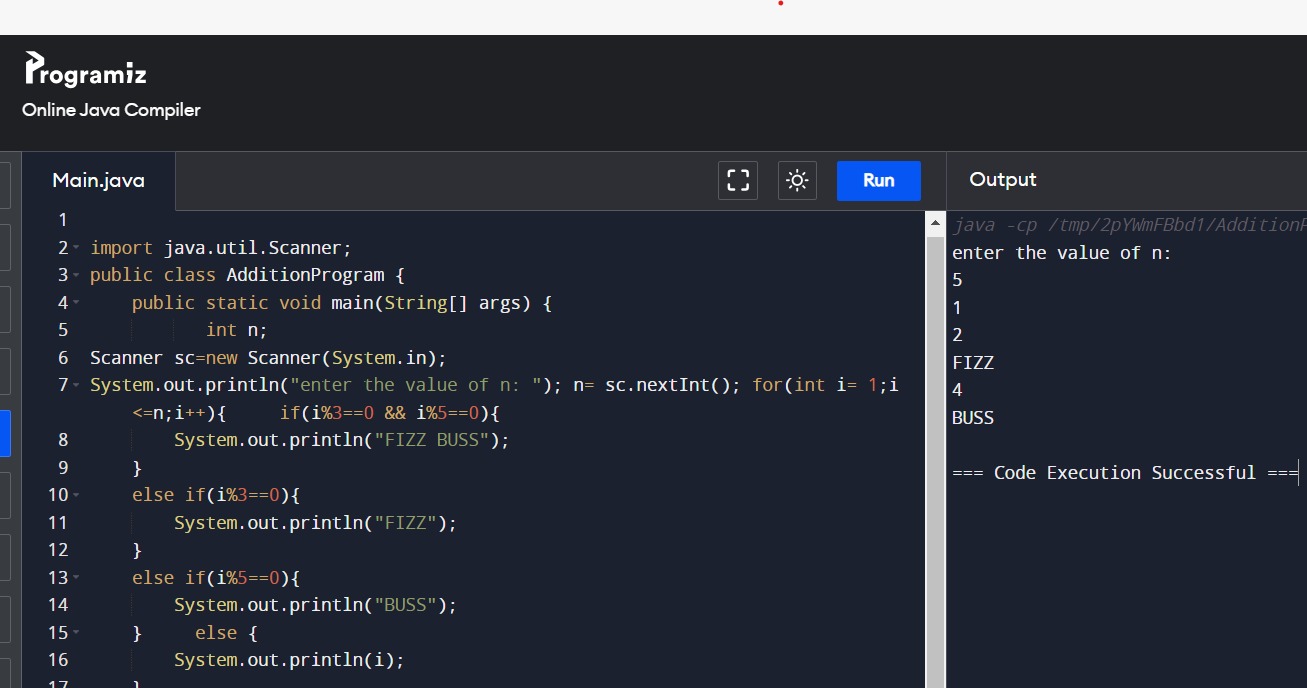 Programiz
Online Java Compiler
Main.java
Run
Output
1
2 import java.util.Scanner;
3 public class AdditionProgram {
4 public static void main(String[] args) {
5 int n;
6 Scanner sc=new Scanner(System.in);
7 System.out.println("enter the value of n: "); n= sc.nextInt(); for(int i= 1;i
<=n;i++){ if(i%3==0 && i%5==0){
8 System.out.println("FIZZ BUSS");
9 }
10 else if(i%3==0){
11 System.out.println("FIZZ");
12 }
13 else if(i%5==0){
14 System.out.println("BUSS");
15 } else {
16 System.out.println(i);
17 }
java -cp /tmp/2pYWmFBbd1/AdditionP
enter the value of n:
5
1
2
FIZZ
4
BUSS
=== Code Execution Successful ===